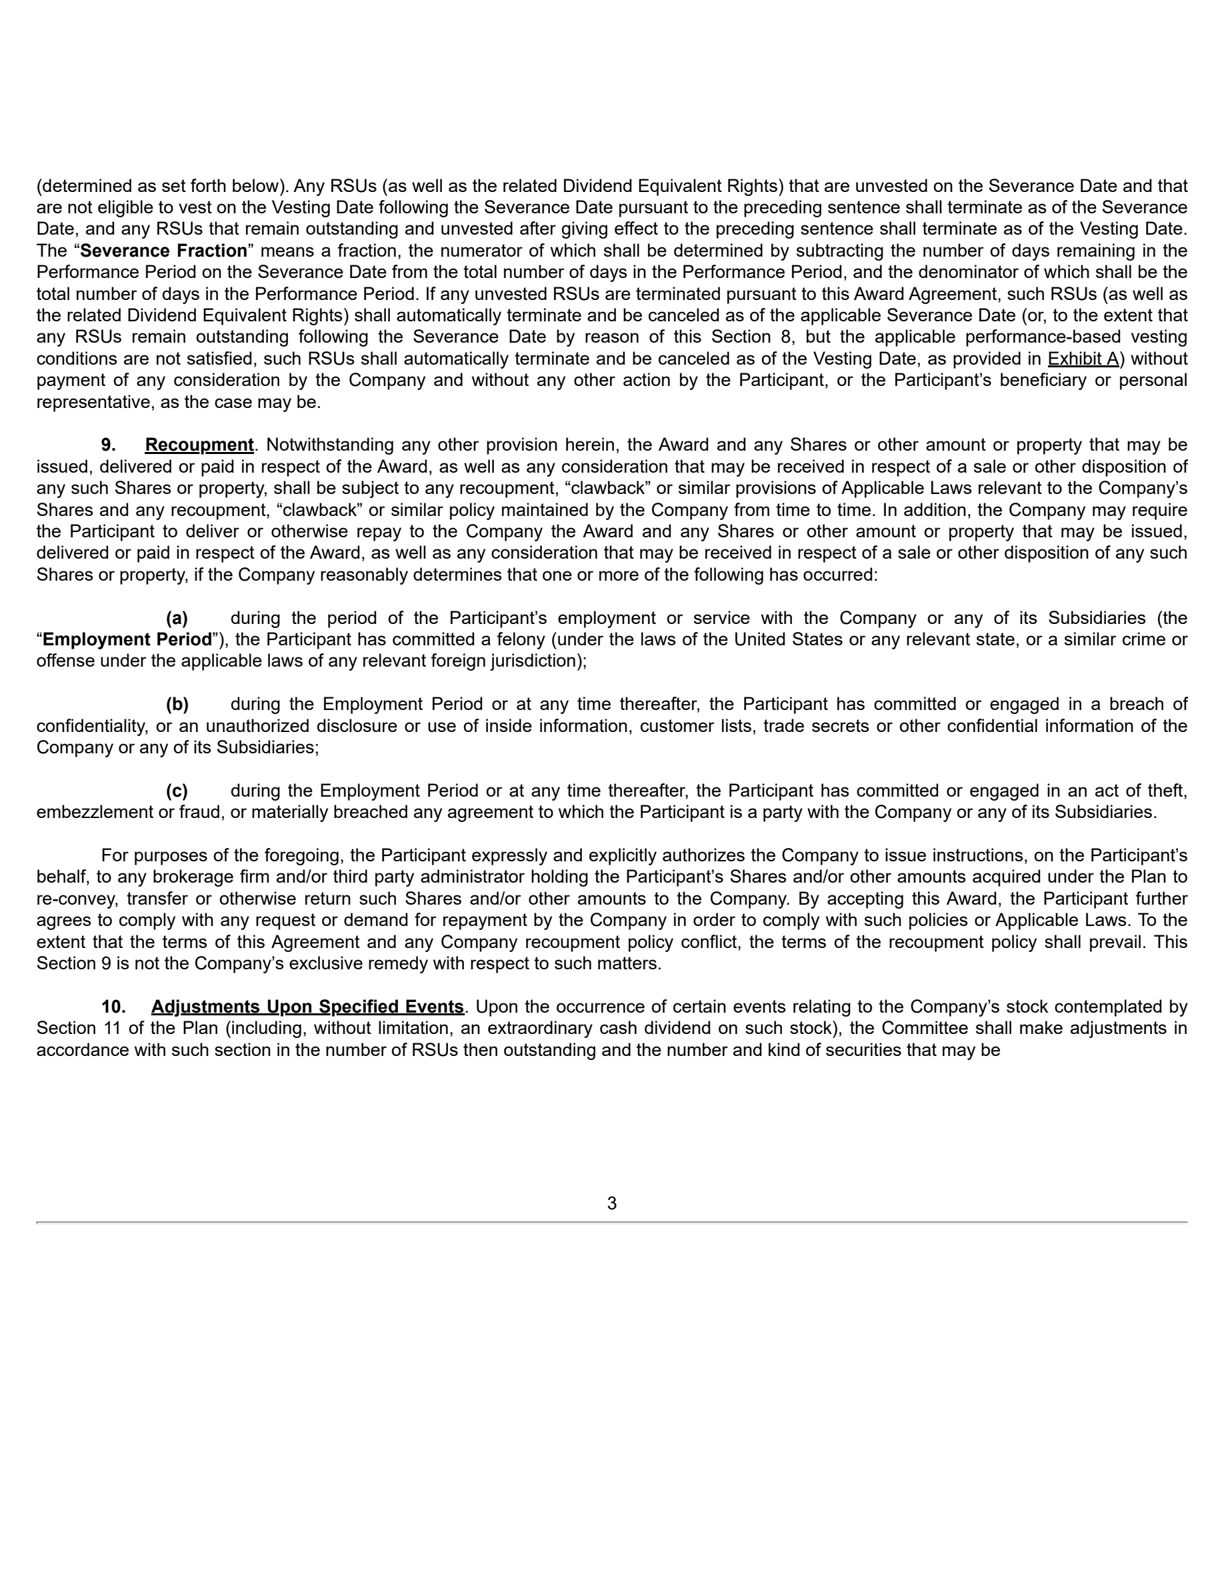 (determined as set forth below). Any RSUs (as well as the related Dividend Equivalent Rights) that are unvested on the Severance Date and that
are not eligible to vest on the Vesting Date following the Severance Date pursuant to the preceding sentence shall terminate as of the Severance
Date, and any RSUs that remain outstanding and unvested after giving effect to the preceding sentence shall terminate as of the Vesting Date.
The “Severance Fraction” means a fraction, the numerator of which shall be determined by subtracting the number of days remaining in the
Performance Period on the Severance Date from the total number of days in the Performance Period, and the denominator of which shall be the
total number of days in the Performance Period. If any unvested RSUs are terminated pursuant to this Award Agreement, such RSUs (as well as
the related Dividend Equivalent Rights) shall automatically terminate and be canceled as of the applicable Severance Date (or, to the extent that
any RSUs remain outstanding following the Severance Date by reason of this Section 8, but the applicable performance-based vesting
conditions are not satisfied, such RSUs shall automatically terminate and be canceled as of the Vesting Date, as provided in Exhibit A) without
payment of any consideration by the Company and without any other action by the Participant, or the Participant’s beneficiary or personal
representative, as the case may be.
9. Recoupment. Notwithstanding any other provision herein, the Award and any Shares or other amount or property that may be
issued, delivered or paid in respect of the Award, as well as any consideration that may be received in respect of a sale or other disposition of
any such Shares or property, shall be subject to any recoupment, “clawback” or similar provisions of Applicable Laws relevant to the Company’s
Shares and any recoupment, “clawback” or similar policy maintained by the Company from time to time. In addition, the Company may require
the Participant to deliver or otherwise repay to the Company the Award and any Shares or other amount or property that may be issued,
delivered or paid in respect of the Award, as well as any consideration that may be received in respect of a sale or other disposition of any such
Shares or property, if the Company reasonably determines that one or more of the following has occurred:
(a) during the period of the Participant’s employment or service with the Company or any of its Subsidiaries (the
“Employment Period”), the Participant has committed a felony (under the laws of the United States or any relevant state, or a similar crime or
offense under the applicable laws of any relevant foreign jurisdiction);
(b) during the Employment Period or at any time thereafter, the Participant has committed or engaged in a breach of
confidentiality, or an unauthorized disclosure or use of inside information, customer lists, trade secrets or other confidential information of the
Company or any of its Subsidiaries;
(c) during the Employment Period or at any time thereafter, the Participant has committed or engaged in an act of theft,
embezzlement or fraud, or materially breached any agreement to which the Participant is a party with the Company or any of its Subsidiaries.
For purposes of the foregoing, the Participant expressly and explicitly authorizes the Company to issue instructions, on the Participant’s
behalf, to any brokerage firm and/or third party administrator holding the Participant’s Shares and/or other amounts acquired under the Plan to
re-convey, transfer or otherwise return such Shares and/or other amounts to the Company. By accepting this Award, the Participant further
agrees to comply with any request or demand for repayment by the Company in order to comply with such policies or Applicable Laws. To the
extent that the terms of this Agreement and any Company recoupment policy conflict, the terms of the recoupment policy shall prevail. This
Section 9 is not the Company’s exclusive remedy with respect to such matters.
10. Adjustments Upon Specified Events. Upon the occurrence of certain events relating to the Company’s stock contemplated by
Section 11 of the Plan (including, without limitation, an extraordinary cash dividend on such stock), the Committee shall make adjustments in
accordance with such section in the number of RSUs then outstanding and the number and kind of securities that may be
3